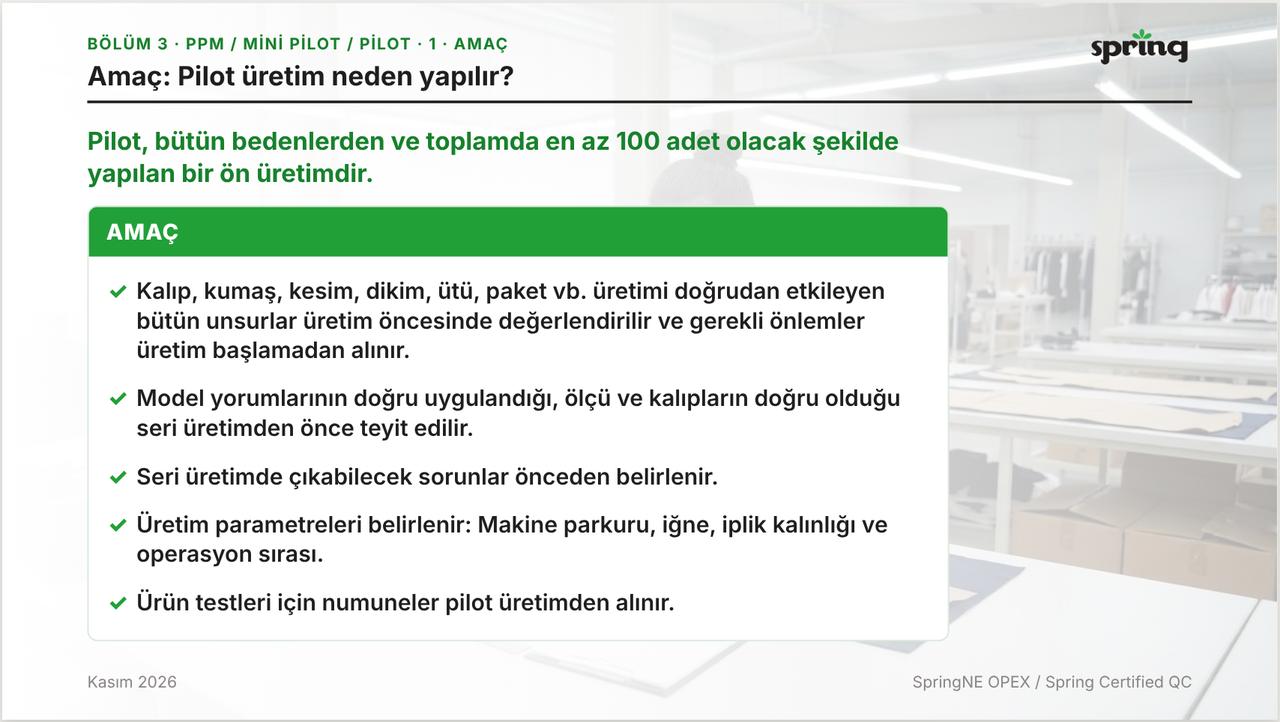 BÖLÜM 3 · PPM / MİNİ PİLOT / PİLOT · 1 · AMAÇ
spring
Amaç: Pilot üretim neden yapılır?
Pilot, bütün bedenlerden ve toplamda en az 100 adet olacak şekilde
yapılan bir ön üretimdir.
AMAÇ
Kalıp, kumaş, kesim, dikim, ütü, paket vb. üretimi doğrudan etkileyen
bütün unsurlar üretim öncesinde değerlendirilir ve gerekli önlemler
üretim başlamadan alınır.
Model yorumlarının doğru uygulandığı, ölçü ve kalıpların doğru olduğu
seri üretimden önce teyit edilir.
Seri üretimde çıkabilecek sorunlar önceden belirlenir.
Üretim parametreleri belirlenir: Makine parkuru, iğne, iplik kalınlığı ve
operasyon sırası.
Ürün testleri için numuneler pilot üretimden alınır.
Kasım 2026
SpringNE OPEX / Spring Certified QC